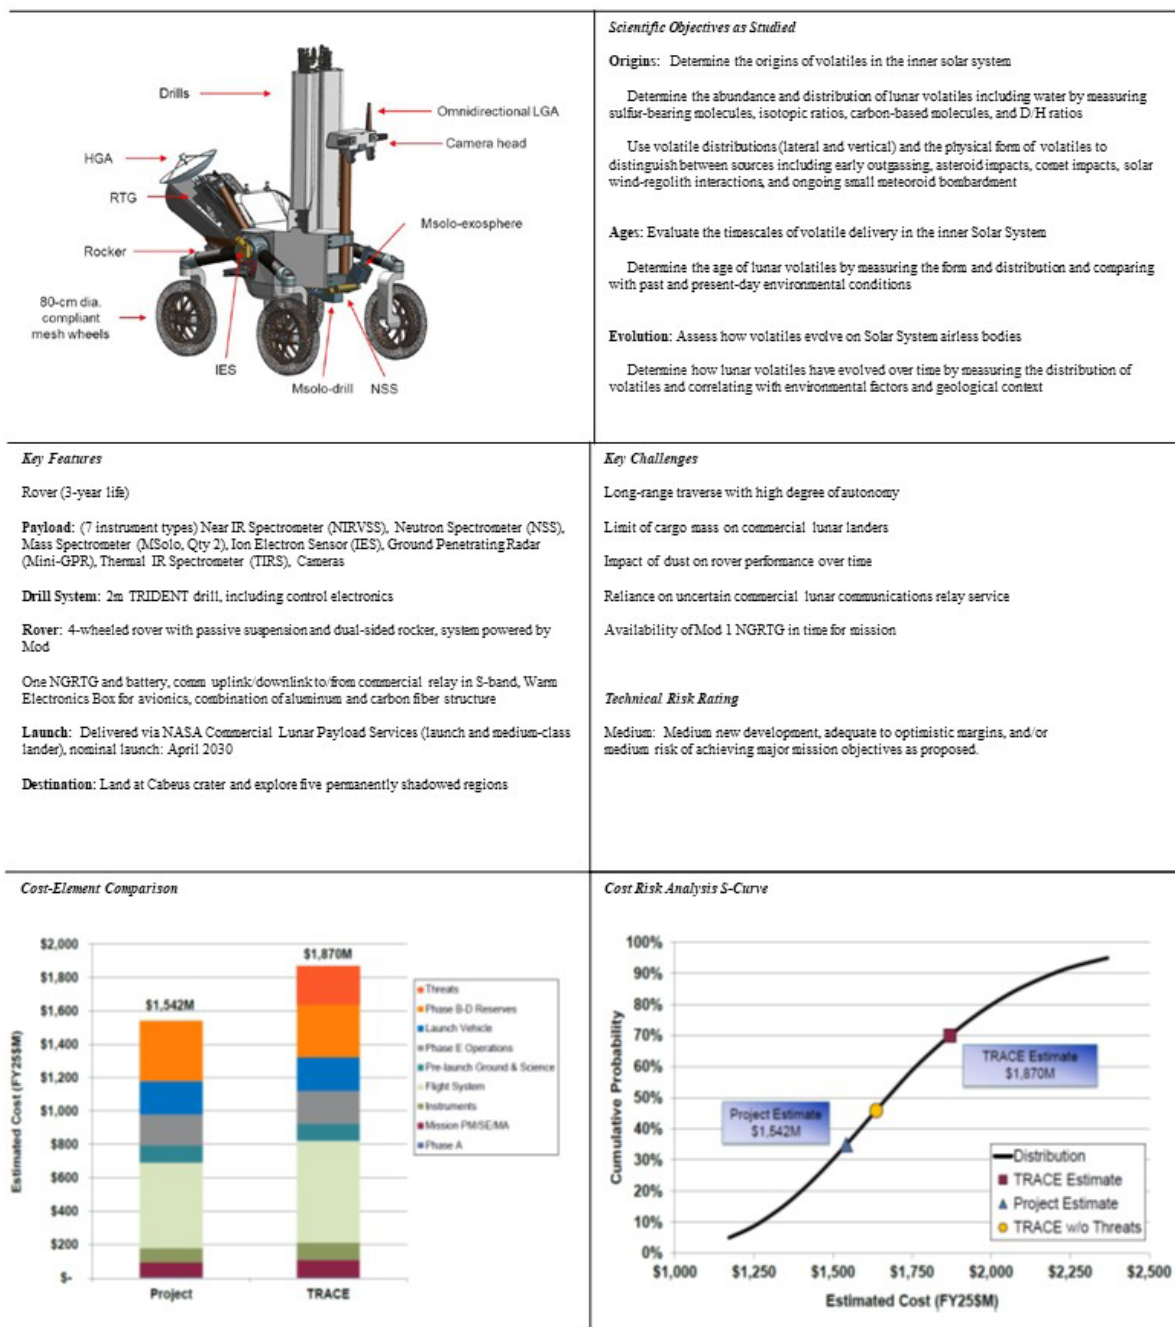 Drills
Omnidirectional LGA
Camera head
HGA
RTG
Msolo-exosphere
Rocker
80-cm dia.
compliant
mesh wheels
IES
Msolo-drill
NSS
Scientific Objectives as Studied
Origins: Determine the origins of volatiles in the inner solar system
Determine the abundance and distribution of lunar volatiles including water by measuring
sulfur-bearing molecules, isotopic ratios, carbon-based molecules, and D/H ratios
Use volatile distributions (lateral and vertical) and the physical form of volatiles to
distinguish between sources including early outgassing, asteroid impacts, comet impacts, solar
wind-regolith interactions, and ongoing small meteoroid bombardment
Ages: Evaluate the timescales of volatile delivery in the inner Solar System
Determine the age of lunar volatiles by measuring the form and distribution and comparing
with past and present-day environmental conditions
Evolution: Assess how volatiles evolve on Solar System airless bodies
Determine how lunar volatiles have evolved over time by measuring the distribution of
volatiles and correlating with environmental factors and geological context
Key Features
Rover (3-year life)
Payload: (7 instrument types) Near IR Spectrometer (NIRVSS), Neutron Spectrometer (NSS),
Mass Spectrometer (MSolo, Qty 2), Ion Electron Sensor (IES), Ground Penetrating Radar
(Mini-GPR), Thermal IR Spectrometer (TIRS), Cameras
Drill System: 2m TRIDENT drill, including control electronics
Rover: 4-wheeled rover with passive suspension and dual-sided rocker, system powered by
Mod
One NGRTG and battery, comm uplink/downlink to/from commercial relay in S-band, Warm
Electronics Box for avionics, combination of aluminum and carbon fiber structure
Launch: Delivered via NASA Commercial Lunar Payload Services (launch and medium-class
lander), nominal launch: April 2030
Destination: Land at Cabeus crater and explore five permanently shadowed regions
Key Challenges
Long-range traverse with high degree of autonomy
Limit of cargo mass on commercial lunar landers
Impact of dust on rover performance over time
Reliance on uncertain commercial lunar communications relay service
Availability of Mod 1 NGRTG in time for mission
Technical Risk Rating
Medium: Medium new development, adequate to optimistic margins, and/or
medium risk of achieving major mission objectives as proposed.
Cost-Element Comparison
Estimated Cost (FY25$M)
$2,000
$1,800
$1,600
$1,400
$1,200
$1,000
$800
$600
$400
$200
$-
$1,542M
$1,870M
Project
TRACE
Threats
Phase B-D Reserves
Launch Vehicle
Phase E Operations
Pre-launch Ground & Science
Flight System
Instruments
Mission PM/SE/MA
Phase A
Cost Risk Analysis S-Curve
Cumulative Probability
100%
90%
80%
70%
60%
50%
40%
30%
20%
10%
0%
TRACE Estimate
$1,870M
Project Estimate
$1,542M
Distribution
TRACE Estimate
Project Estimate
TRACE w/o Threats
$1,000
$1,250
$1,500
$1,750
$2,000
$2,250
$2,500
Estimated Cost (FY25$M)